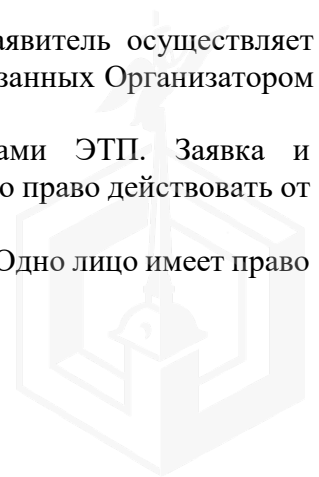 аявитель осуществляет
занных Организатором
ами ЭТП. Заявка и
о право действовать от
Одно лицо имеет право